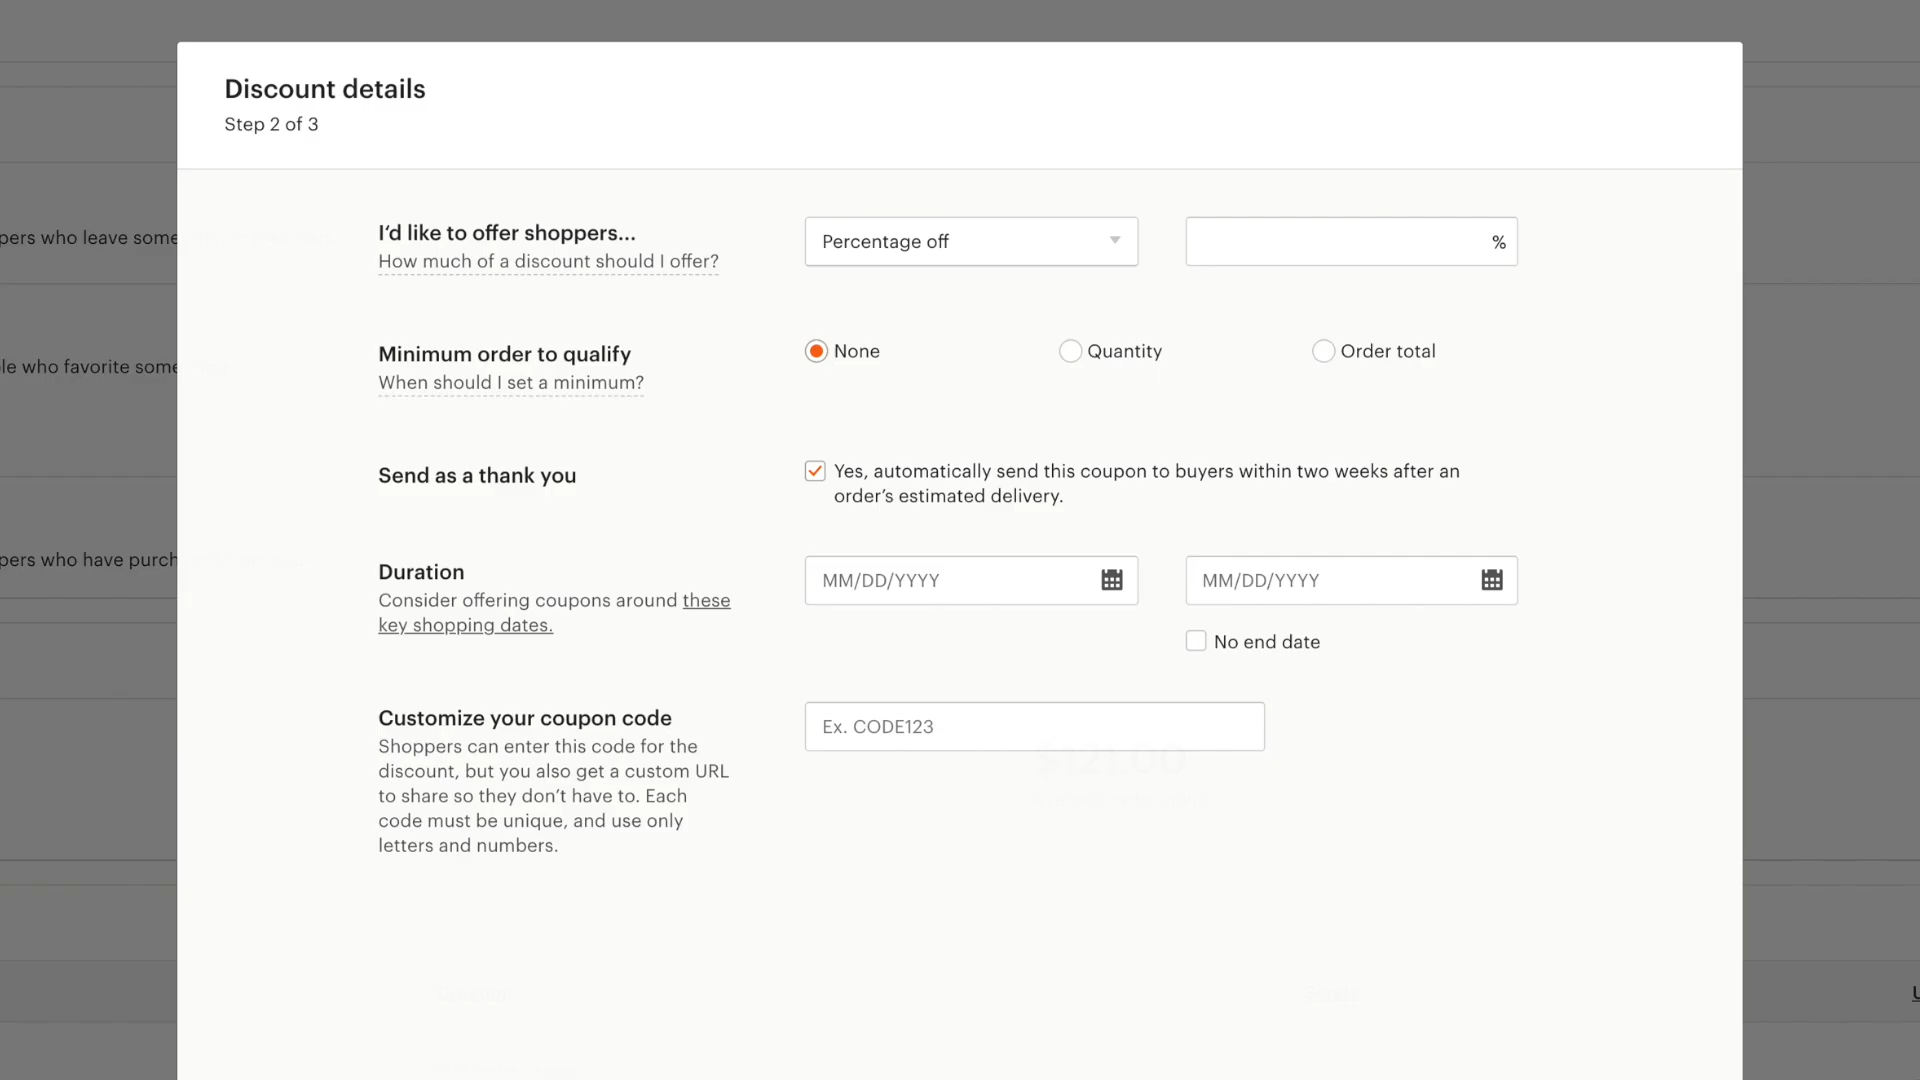 Discount details
Step 2 of 3
I‘d like to offer shoppers...
How much of a discount should I offer?
Percentage off
%
Minimum order to qualify
When should I set a minimum?
None
Quantity
Order total
Send as a thank you
Yes, automatically send this coupon to buyers within two weeks after an
order’s estimated delivery.
Duration
Consider offering coupons around these
key shopping dates.
MM/DD/YYYY
MM/DD/YYYY
No end date
Customize your coupon code
Shoppers can enter this code for the
discount, but you also get a custom URL
to share so they don’t have to. Each
code must be unique, and use only
letters and numbers.
Ex. CODE123
$121.00
pers who leave some
le who favorite some
pers who have purch